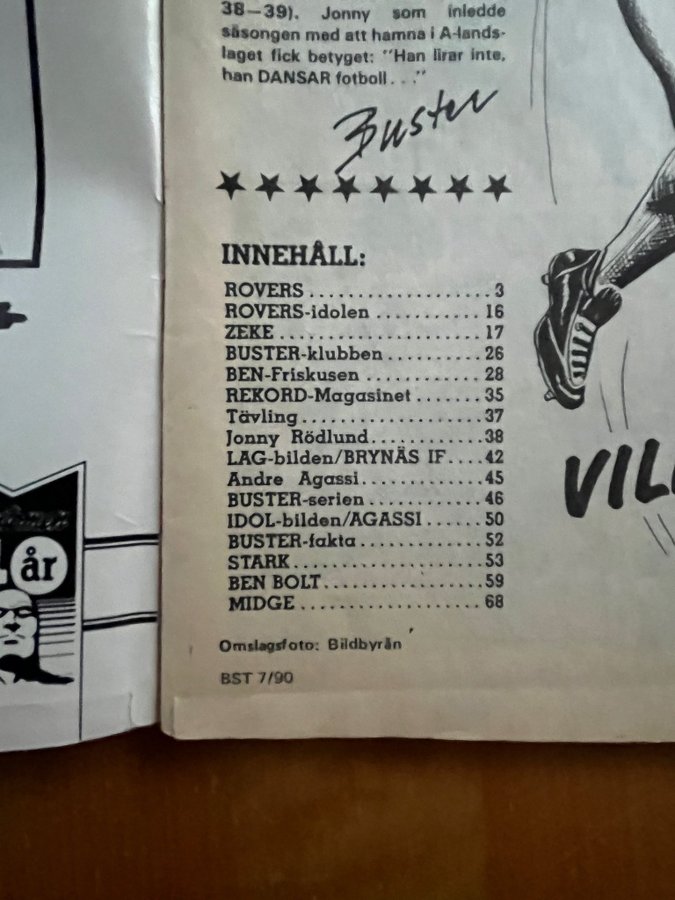 38—39). Jonny som inledde
säsongen med att hamna i A-lands-
laget fick betyget: "Han lirar inte,
han DANSAR fotboll..."
Buster
INNEHÅLL:
ROVERS...................3
ROVERS-idolen...........16
ZEKE.....................17
BUSTER-klubben..........26
BEN-Friskusen............28
REKORD-Magasinet.......35
Tävling...................37
Jonny Rödlund...........38
LAG-bilden/BRYNÄS IF....42
Andre Agassi.............45
BUSTER-serien............46
IDOL-bilden/AGASSI......50
BUSTER-fakta.............52
STARK....................53
BEN BOLT................59
MIDGE...................68
Omslagsfoto: Bildbyrån
BST 7/90
år